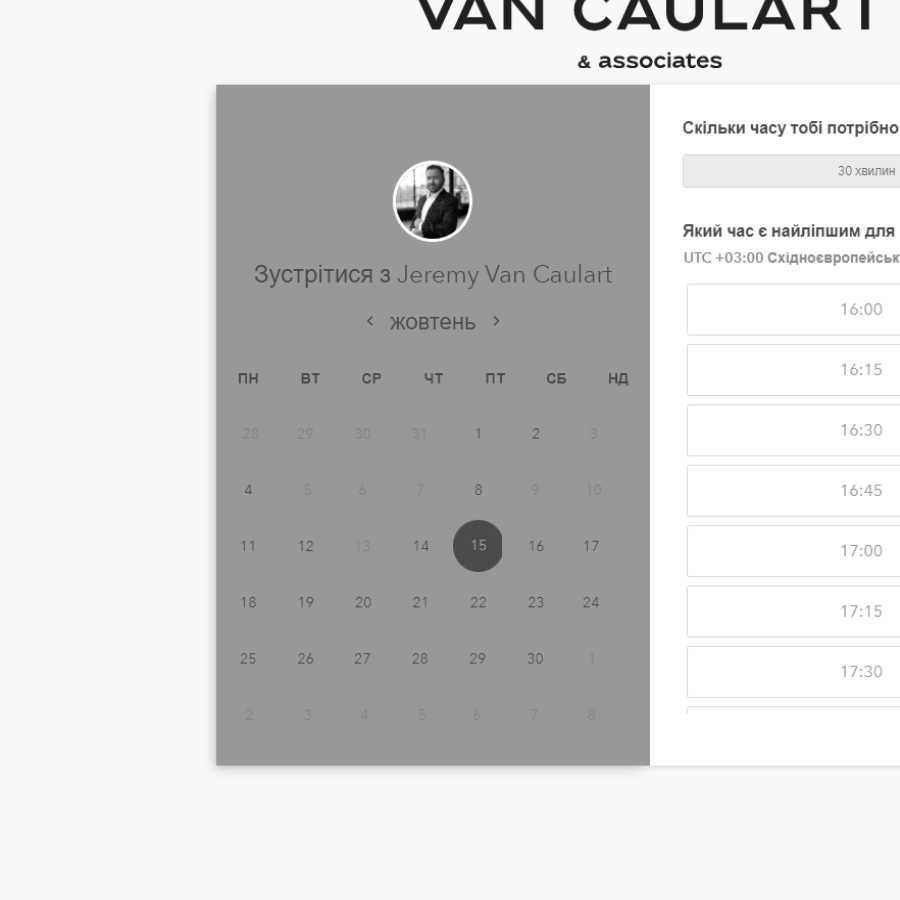 VAN CAULART
& associates
Зустрітися з Jeremy Van Caulart
жовтень
ПН ВТ СР ЧТ ПТ СБ НД
28 29 30 31 1 2 3
4 5 6 7 8 9 10
11 12 13 14 15 16 17
18 19 20 21 22 23 24
25 26 27 28 29 30 1
2 3 4 5 6 7 8
Скільки часу тобі потрібно
30 хвилин
Який час є найліпшим для
UTC +03:00
16:00
16:15
16:30
16:45
17:00
17:15
17:30